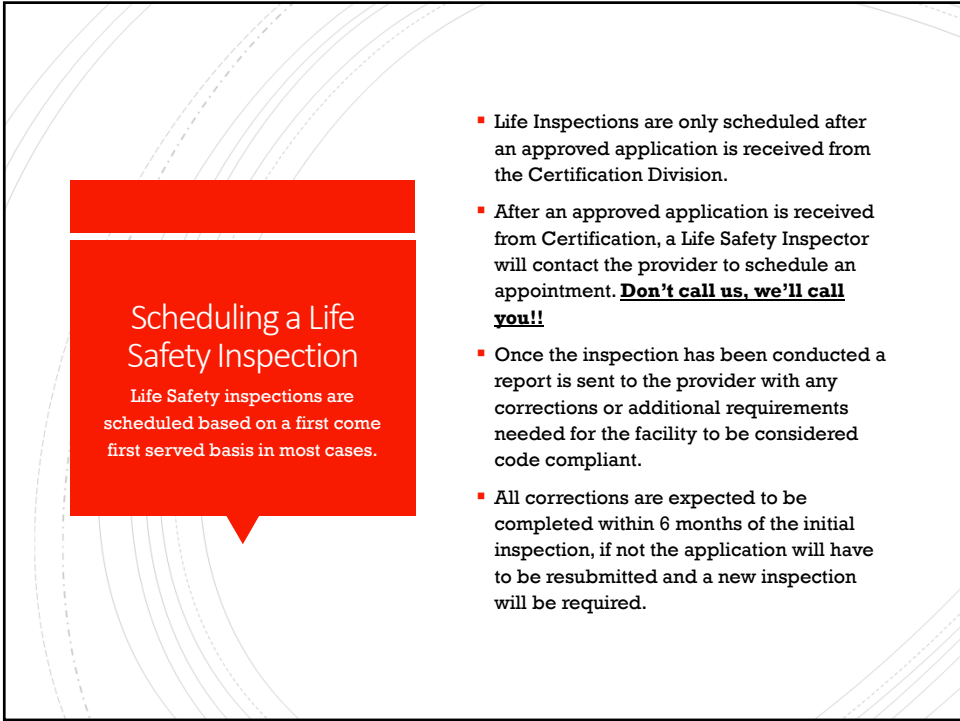 Scheduling a Life
Safety Inspection
Life Safety inspections are
scheduled based on a first come
first served basis in most cases.
▪ Life Inspections are only scheduled after
an approved application is received from
the Certification Division.
▪ After an approved application is received
from Certification, a Life Safety Inspector
will contact the provider to schedule an
appointment. Don’t call us, we’ll call
you!!
▪ Once the inspection has been conducted a
report is sent to the provider with any
corrections or additional requirements
needed for the facility to be considered
code compliant.
▪ All corrections are expected to be
completed within 6 months of the initial
inspection, if not the application will have
to be resubmitted and a new inspection
will be required.